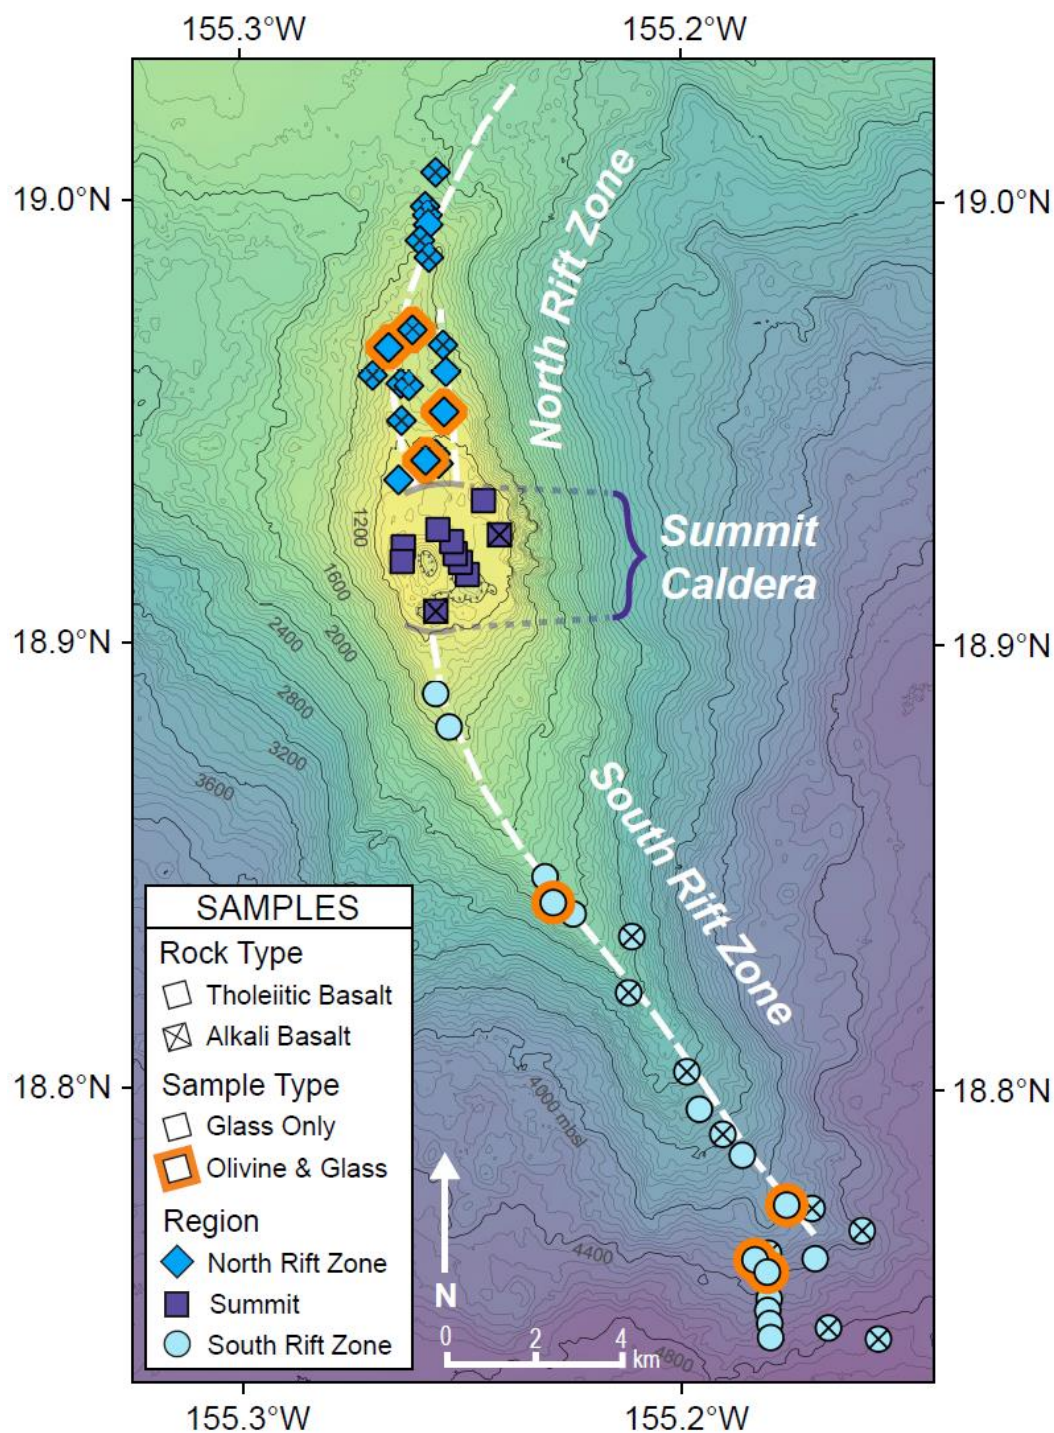 155.3°W
155.2°W
19.0°N
19.0°N
North Rift Zone
1200
Summit
Caldera
1600
2000
2400
18.9°N
18.9°N
2800
3200
3600
South Rift Zone
SAMPLES
Rock Type
Tholeiitic Basalt
Alkali Basalt
Sample Type
Glass Only
Olivine & Glass
Region
North Rift Zone
Summit
South Rift Zone
18.8°N
18.8°N
4000 mbsl
4400
N
0 2 4
km
4800
155.3°W
155.2°W